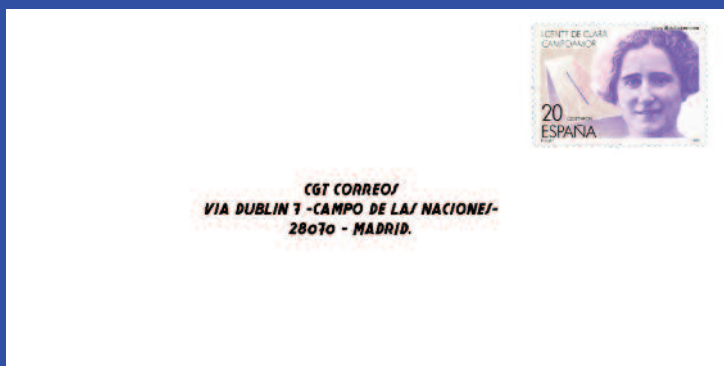 CAMPOAMOR
20
ESPAÑA
CGT CORREOS
VIA DUBLIN 7 -CAMPO DE LAS NACIONES-
28070 - MADRID.